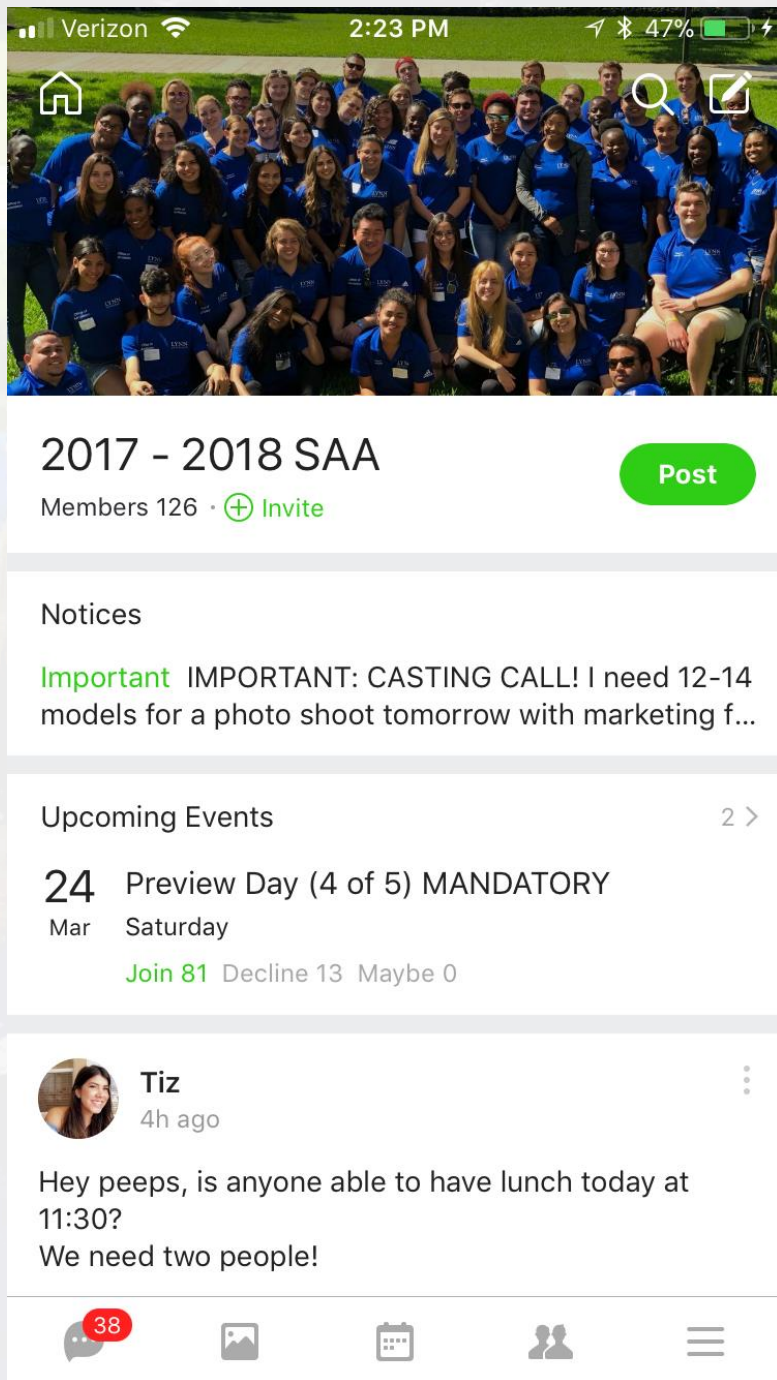 Verizon 2:23 PM 47%
2017 - 2018 SAA
Post
Members 126 · Invite
Notices
Important IMPORTANT: CASTING CALL! I need 12-14
models for a photo shoot tomorrow with marketing f...
Upcoming Events 2
24 Preview Day (4 of 5) MANDATORY
Mar Saturday
Join 81 Decline 13 Maybe 0
Tiz
4h ago
Hey peeps, is anyone able to have lunch today at
11:30?
We need two people!
38